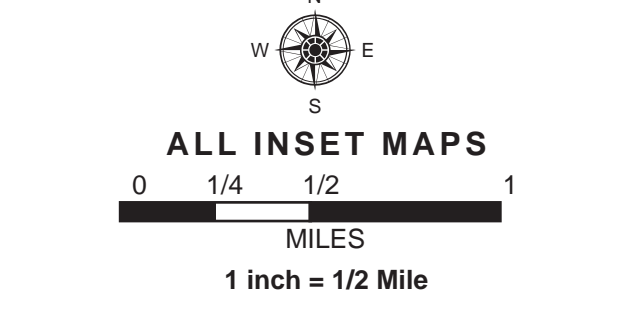 N
W E
S
ALL INSET MAPS
0 1/4 1/2 1
MILES
1 inch = 1/2 Mile